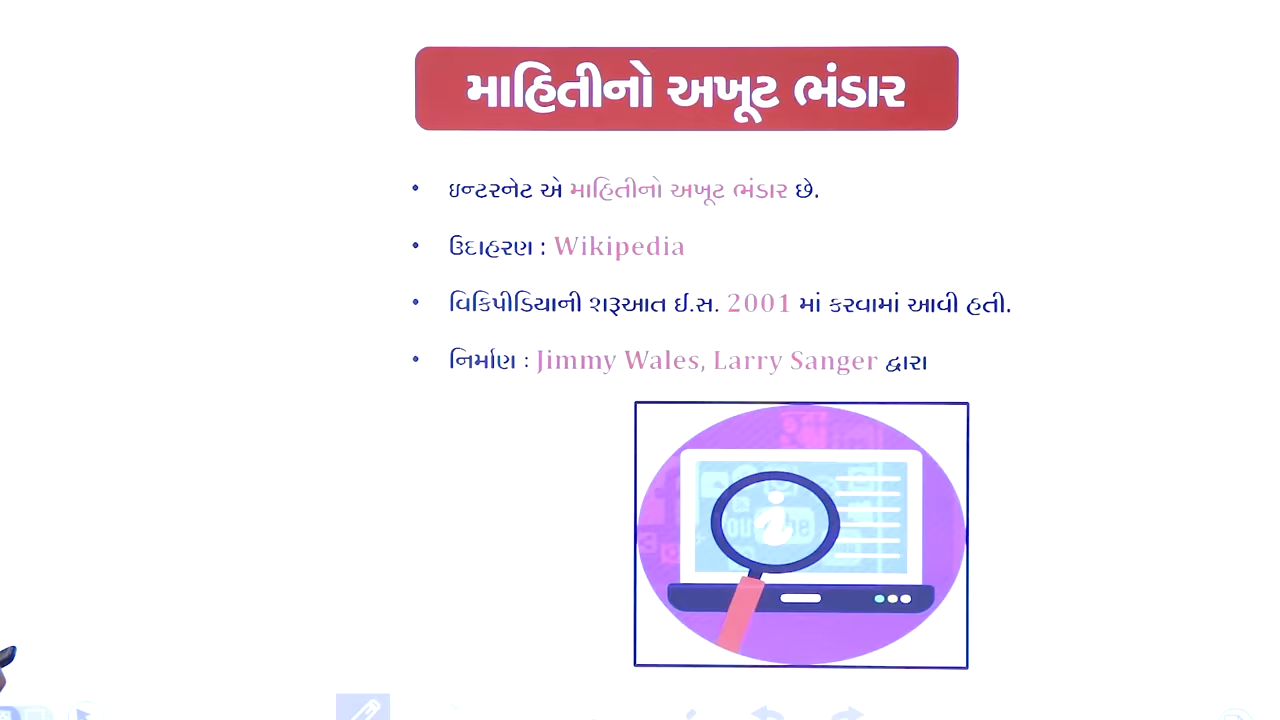 માહિતીનો અખૂટ ભંડાર
• ઇન્ટરનેટ એ માહિતીનો અખૂટ ભંડાર છે.
• ઉદાહરણ : Wikipedia
• વિકિપીડિયાની શરૂઆત ઈ.સ. 2001 માં કરવામાં આવી હતી.
• નિર્માણ : Jimmy Wales, Larry Sanger દ્વારા